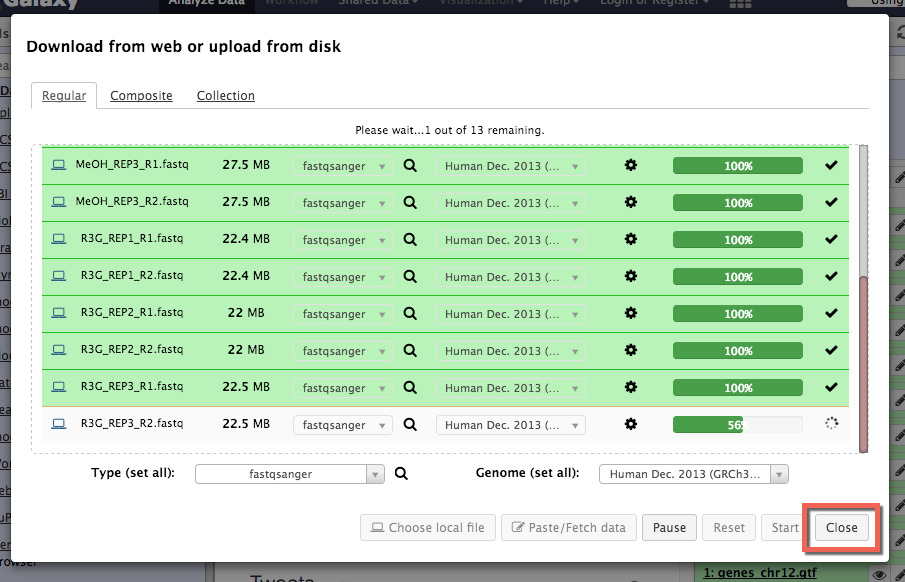 Galaxy
Analyze Data Workflow Shared Data Visualization Help Login or Register Using
Download from web or upload from disk
Regular Composite Collection
Please wait...1 out of 13 remaining.
MeOH_REP3_R1.fastq 27.5 MB fastqsanger Human Dec. 2013 (... 100%
MeOH_REP3_R2.fastq 27.5 MB fastqsanger Human Dec. 2013 (... 100%
R3G_REP1_R1.fastq 22.4 MB fastqsanger Human Dec. 2013 (... 100%
R3G_REP1_R2.fastq 22.4 MB fastqsanger Human Dec. 2013 (... 100%
R3G_REP2_R1.fastq 22 MB fastqsanger Human Dec. 2013 (... 100%
R3G_REP2_R2.fastq 22 MB fastqsanger Human Dec. 2013 (... 100%
R3G_REP3_R1.fastq 22.5 MB fastqsanger Human Dec. 2013 (... 100%
R3G_REP3_R2.fastq 22.5 MB fastqsanger Human Dec. 2013 (... 56%
Type (set all): fastqsanger Genome (set all): Human Dec. 2013 (GRCh3...
Choose local file Paste/Fetch data Pause Reset Start Close
Tweets
1: genes_chr12.gtf